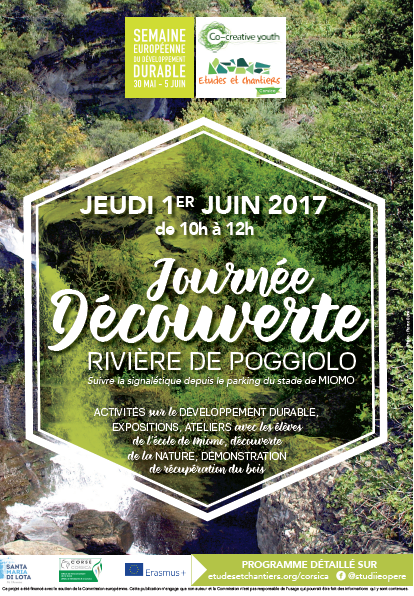 SEMAINE
EUROPÉENNE
DU DÉVELOPPEMENT
DURABLE
30 MAI - 5 JUIN
Co-creative youth
Etudes et chantiers
Corsica
JEUDI 1ER JUIN 2017
de 10h à 12h
Journée
Découverte
RIVIÈRE DE POGGIOLO
Suivre la signalétique depuis le parking du stade de MIOMO
ACTIVITÉS sur le DÉVELOPPEMENT DURABLE,
EXPOSITIONS, ATELIERS avec les élèves
de l'école de Miomo, découverte
de la NATURE, DÉMONSTRATION
de récupération du bois
SANTA
MARIA
DI LOTA
CORSE
Erasmus +
PROGRAMME DÉTAILLÉ SUR
etudesetchantiers.org/corsica @studiieopere
Ce projet a été financé avec le soutien de la Commission européenne. Cette publication n'engage que son auteur et la Commission n'est pas responsable de l'usage qui pourrait être fait des informations qui y sont contenues